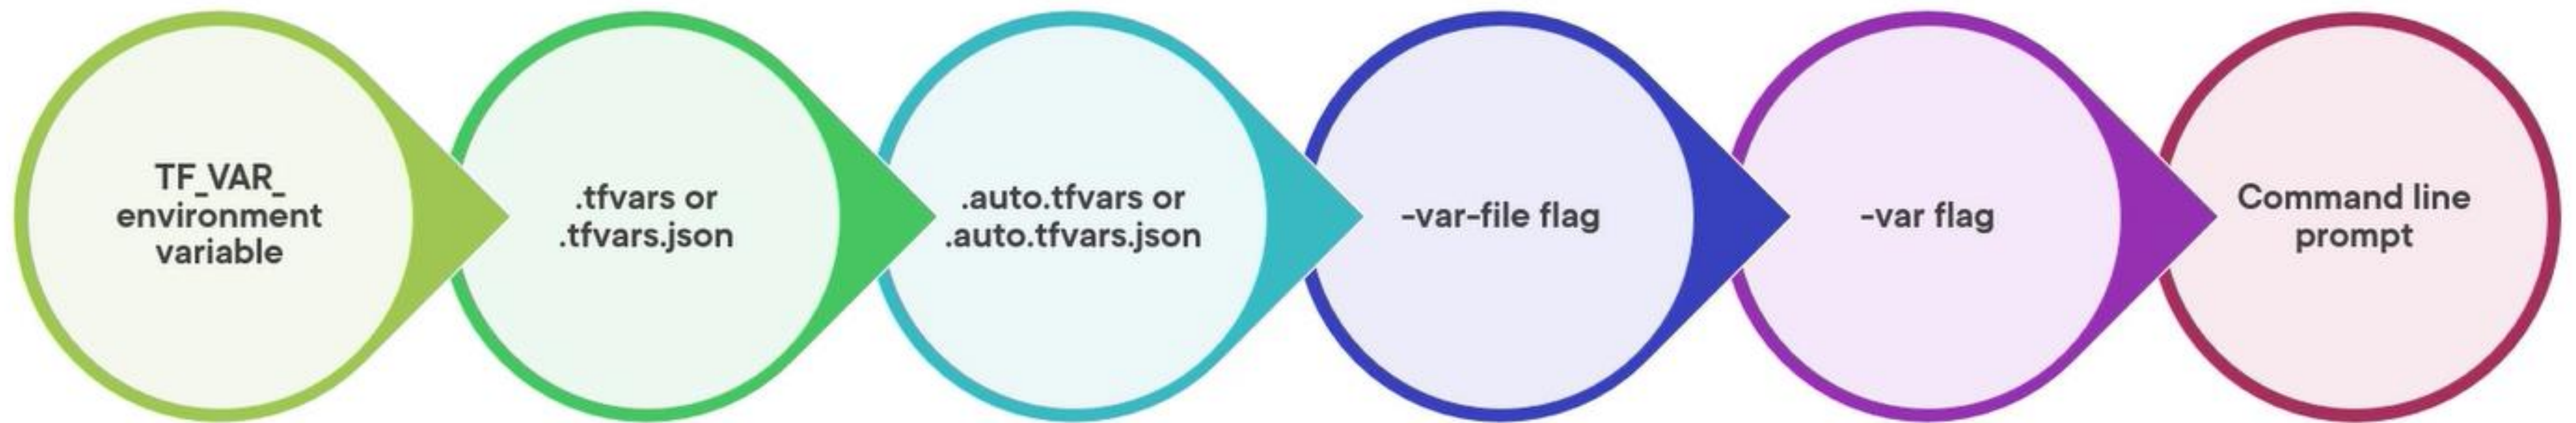 TF_VAR_
environment
variable
.tfvars or
.tfvars.json
.auto.tfvars or
.auto.tfvars.json
-var-file flag
-var flag
Command line
prompt